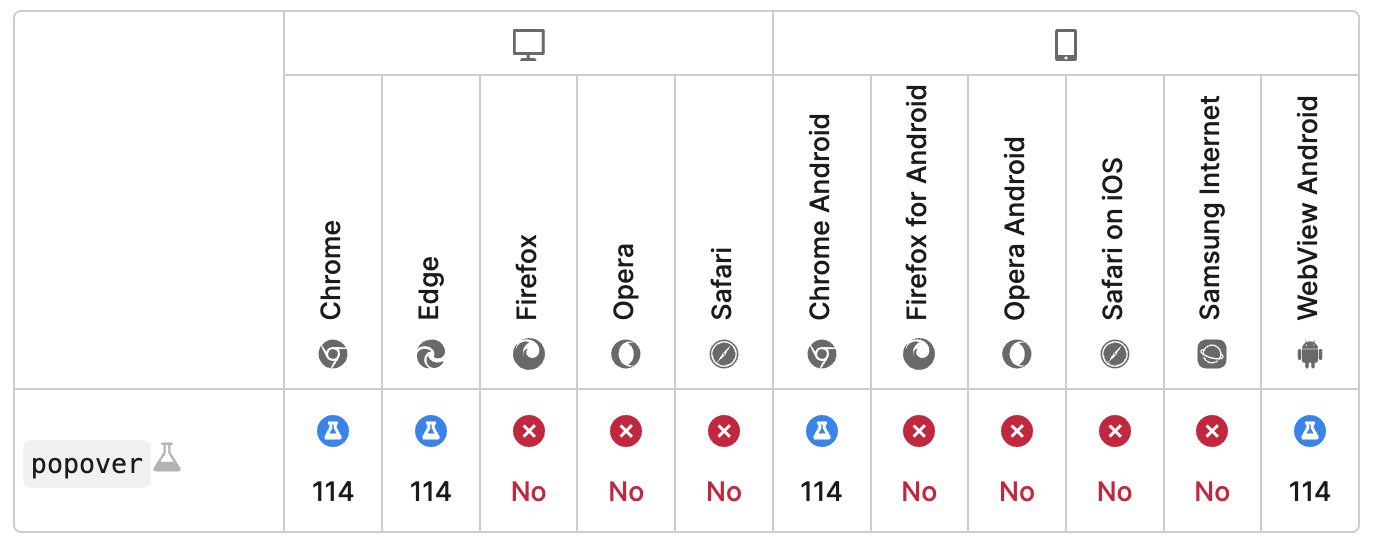 Chrome
Edge
Firefox
Opera
Safari
Chrome Android
Firefox for Android
Opera Android
Safari on iOS
Samsung Internet
WebView Android
popover
114
114
No
No
No
114
No
No
No
No
114